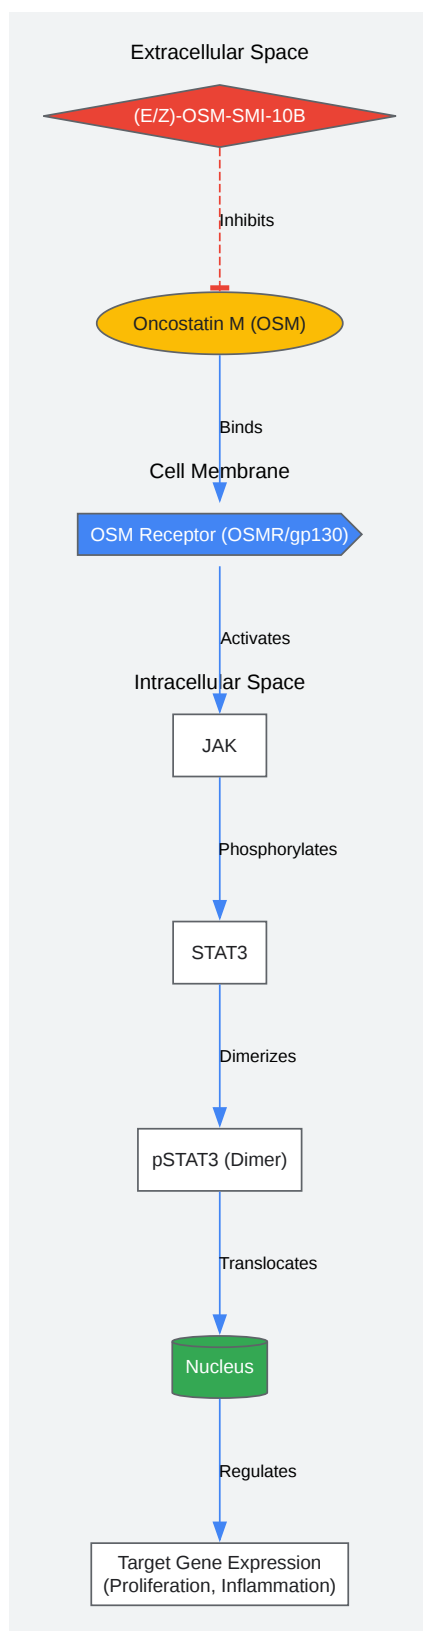 Extracellular Space
(E/Z)-OSM-SMI-10B
Inhibits
Oncostatin M (OSM)
Binds
Cell Membrane
OSM Receptor (OSMR/gp130)
Activates
Intracellular Space
JAK
Phosphorylates
STAT3
Dimerizes
pSTAT3 (Dimer)
Translocates
Nucleus
Regulates
Target Gene Expression
(Proliferation, Inflammation)